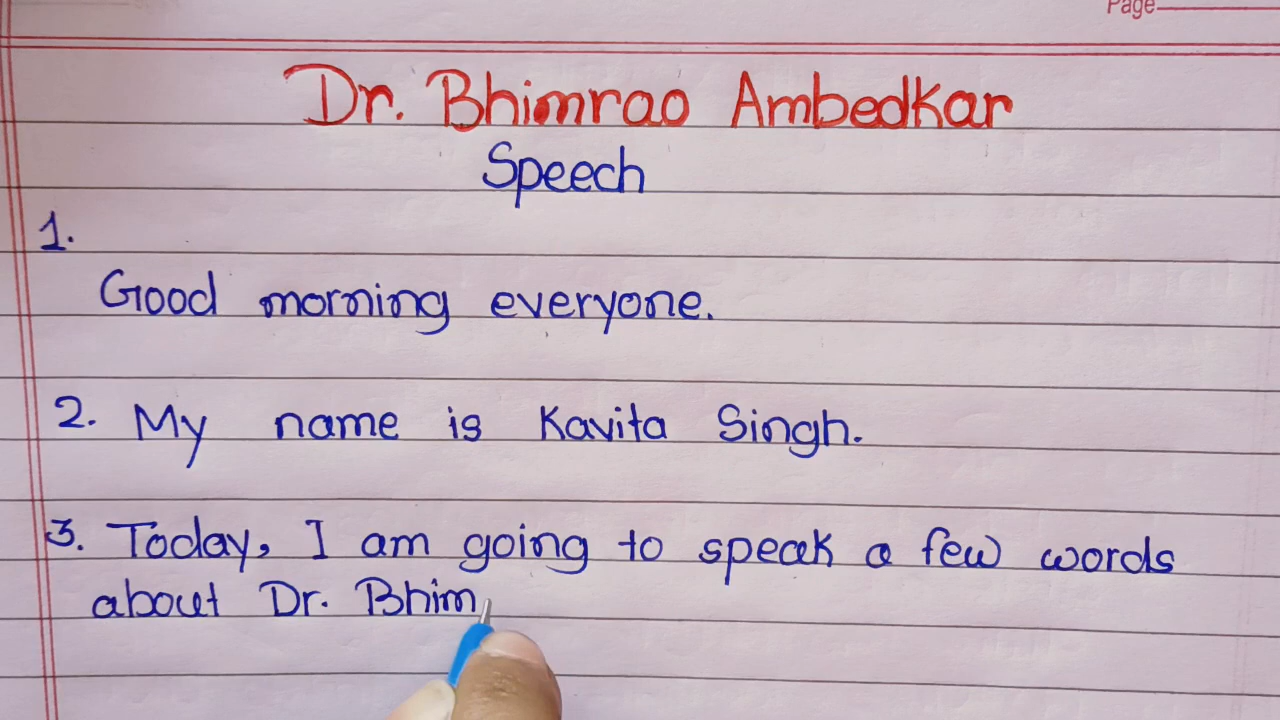 Page
Dr. Bhimrao Ambedkar
Speech
1.
Good morning everyone.
2. My name is Kavita Singh.
3. Today, I am going to speak a few words
about Dr. Bhim